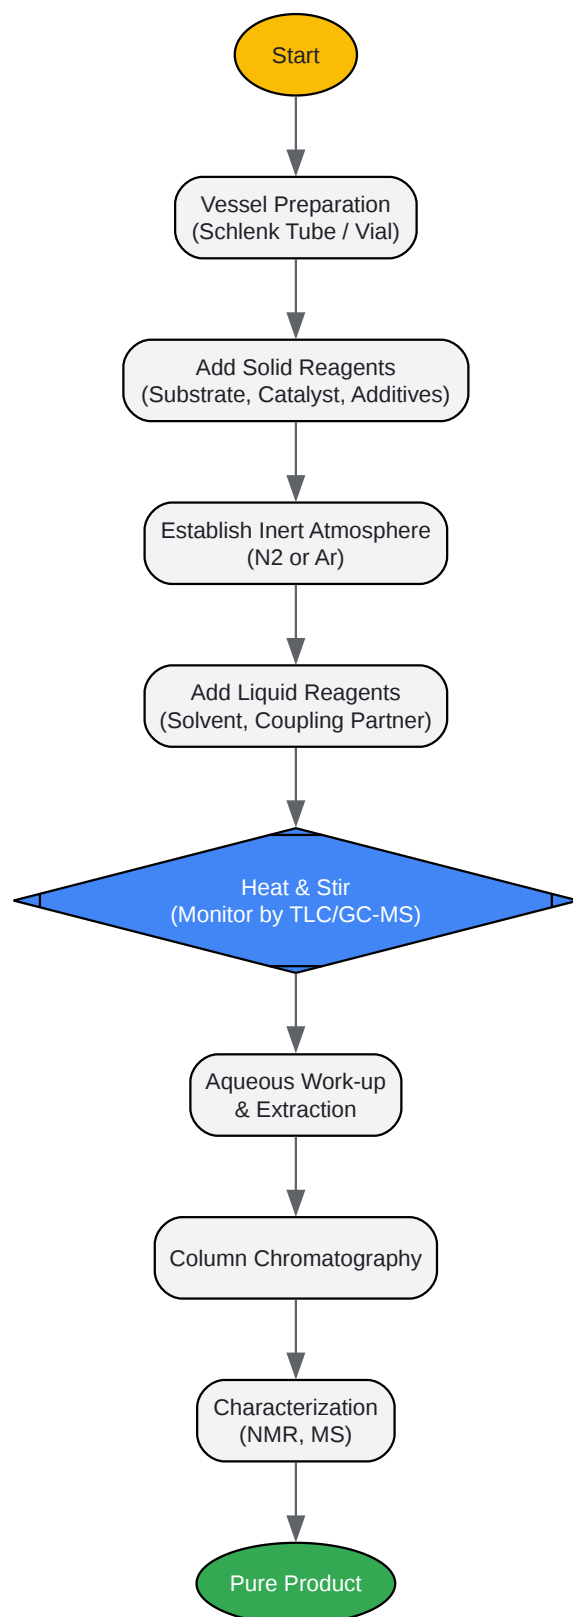 Start
Vessel Preparation
(Schlenk Tube / Vial)
Add Solid Reagents
(Substrate, Catalyst, Additives)
Establish Inert Atmosphere
(N2 or Ar)
Add Liquid Reagents
(Solvent, Coupling Partner)
Heat & Stir
(Monitor by TLC/GC-MS)
Aqueous Work-up
& Extraction
Column Chromatography
Characterization
(NMR, MS)
Pure Product